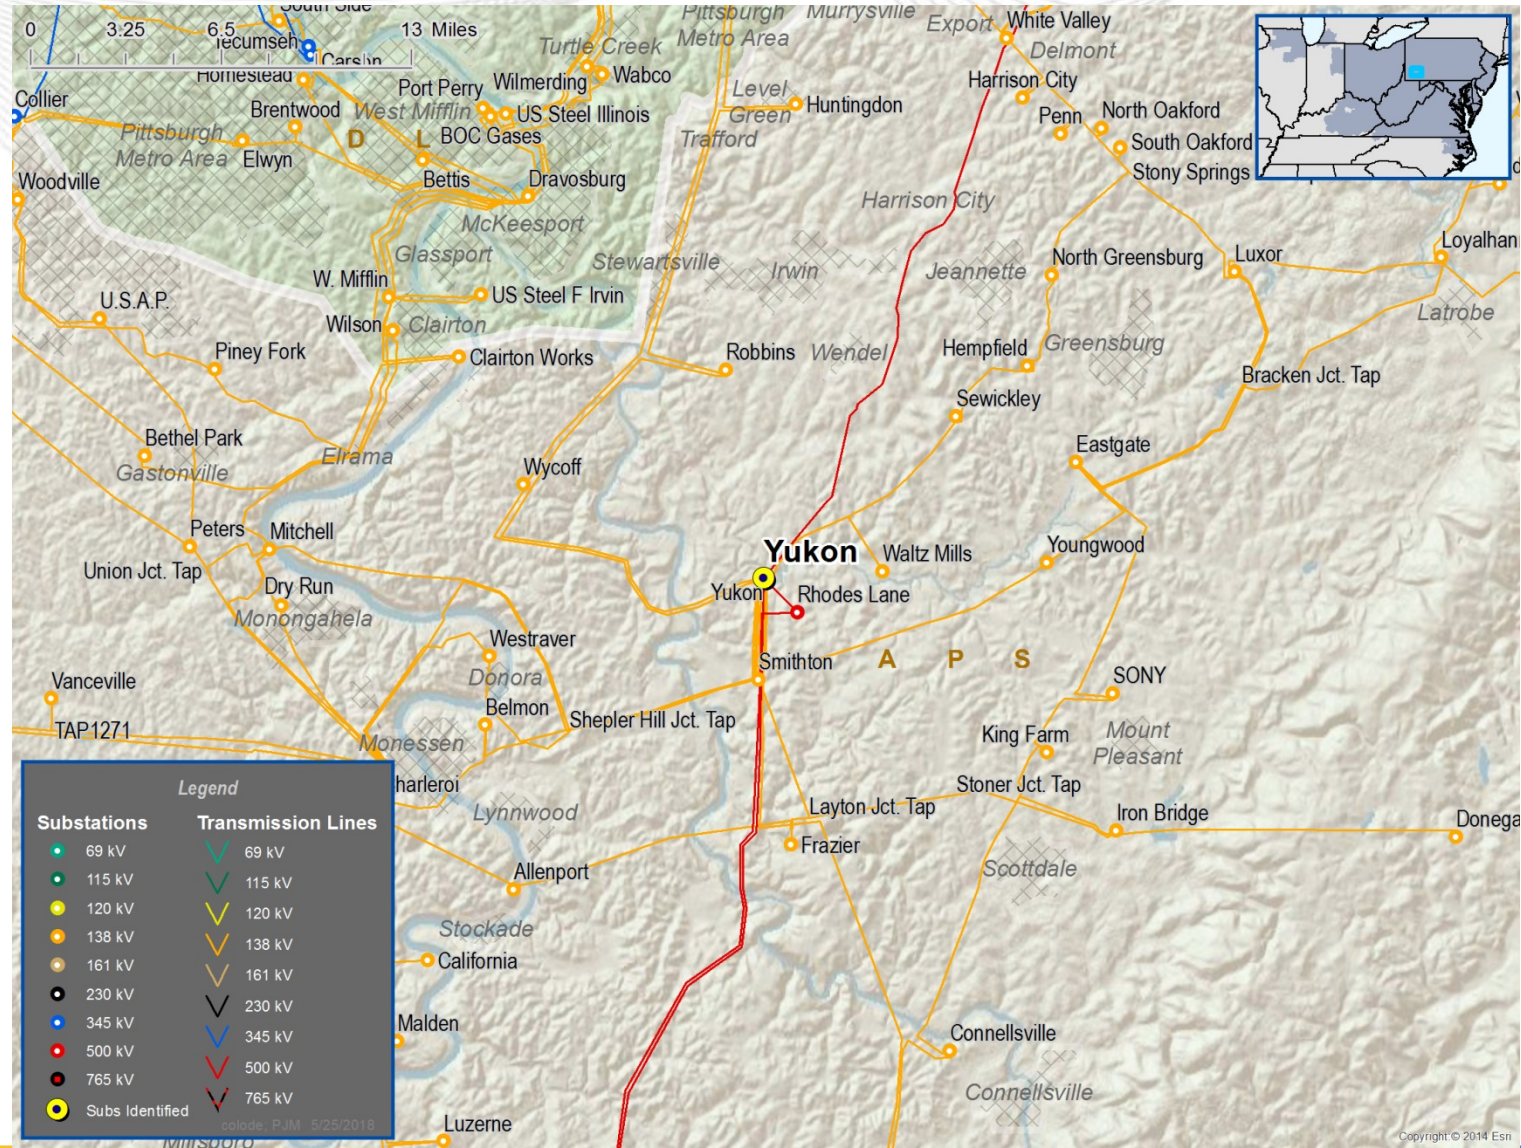 South Side
Pittsburgh
Metro Area
Murrysville
Export
White Valley
Delmont
0 3.25 6.5 13 Miles
Tecumseh
Carson
Turtle Creek
Homestead
Port Perry
Wilmerding
Wabco
Harrison City
Collier
Brentwood
West Mifflin
US Steel Illinois
Level
Green
Huntingdon
Penn
North Oakford
Pittsburgh
Metro Area
D L
BOC Gases
Trafford
South Oakford
Elwyn
Bettis
Dravosburg
Stony Springs
Woodville
McKeesport
Harrison City
Glassport
Stewartsville
Irwin
Jeannette
North Greensburg
Luxor
W. Mifflin
US Steel F Irvin
U.S.A.P.
Latrobe
Wilson
Clairton
Piney Fork
Clairton Works
Robbins
Wendel
Hempfield
Greensburg
Bracken Jct. Tap
Sewickley
Bethel Park
Gastonville
Elrama
Wycoff
Eastgate
Peters
Mitchell
Yukon
Waltz Mills
Youngwood
Union Jct. Tap
Dry Run
Yukon
Rhodes Lane
Monongahela
Westraver
Smithton
A P S
Donora
SONY
Vanceville
Belmon
TAP1271
Shepler Hill Jct. Tap
King Farm
Mount
Pleasant
Monessen
harleroi
Stoner Jct. Tap
Lynnwood
Layton Jct. Tap
Iron Bridge
Frazier
Allenport
Scottdale
Stockade
California
Malden
Connellsville
Connellsville
Luzerne
Legend
Substations Transmission Lines
69 kV 69 kV
115 kV 115 kV
120 kV 120 kV
138 kV 138 kV
161 kV 161 kV
230 kV 230 kV
345 kV 345 kV
500 kV 500 kV
765 kV 765 kV
Subs Identified
colode, PJM 5/25/2018
Copyright:© 2014 Esri